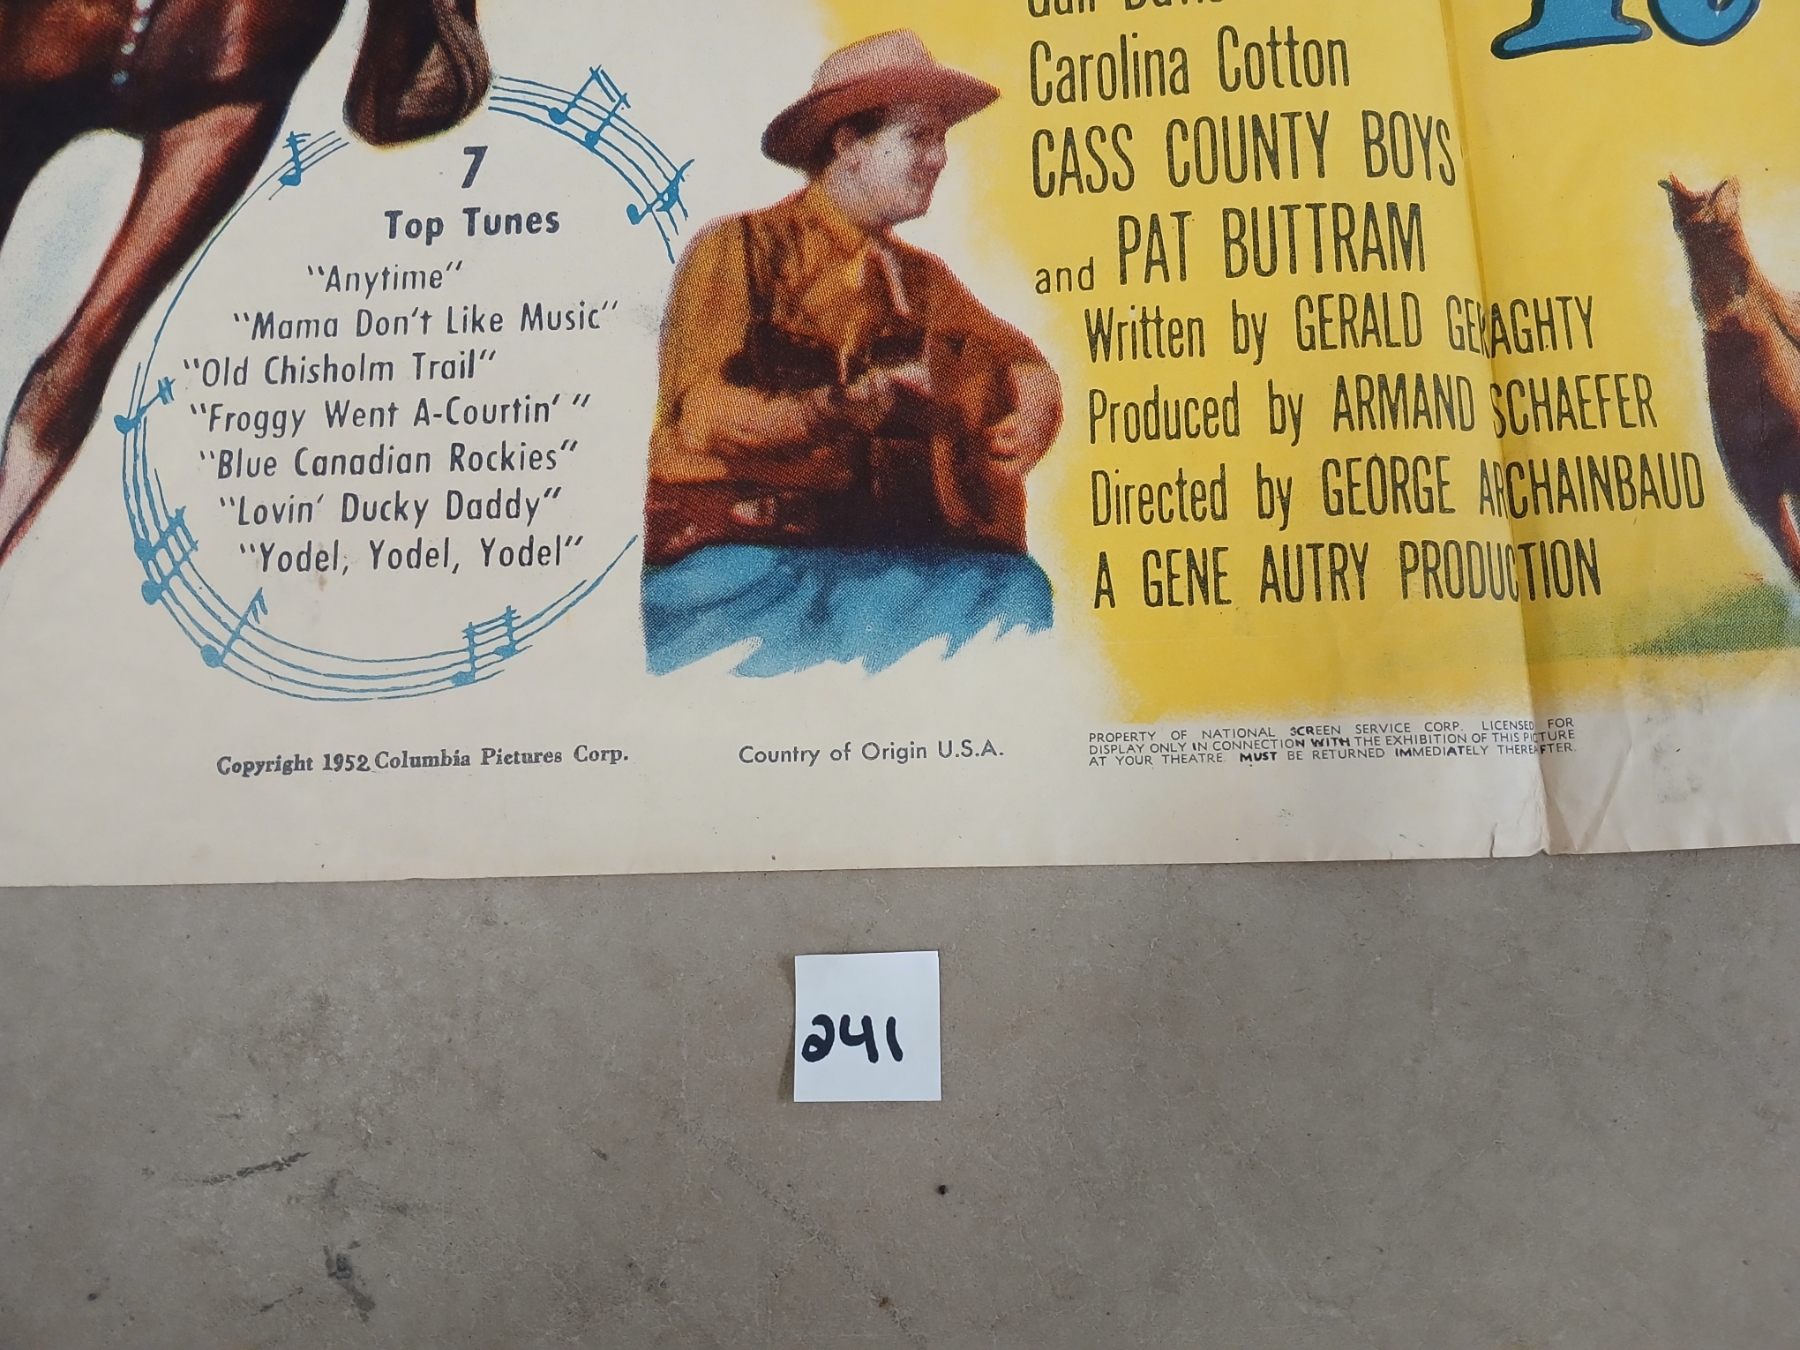 7
Top Tunes
"Anytime"
"Mama Don't Like Music"
"Old Chisholm Trail"
"Froggy Went A-Courtin'"
"Blue Canadian Rockies"
"Lovin' Ducky Daddy"
"Yodel, Yodel, Yodel"
Carolina Cotton
CASS COUNTY BOYS
and PAT BUTTRAM
Written by GERALD GERAGHTY
Produced by ARMAND SCHAEFER
Directed by GEORGE ARCHAINBAUD
A GENE AUTRY PRODUCTION
Copyright 1952 Columbia Pictures Corp.
Country of Origin U.S.A.
PROPERTY OF NATIONAL SCREEN SERVICE CORP. LICENSED FOR
DISPLAY ONLY IN CONNECTION WITH THE EXHIBITION OF THIS PICTURE
AT YOUR THEATRE. MUST BE RETURNED IMMEDIATELY THEREAFTER.
241